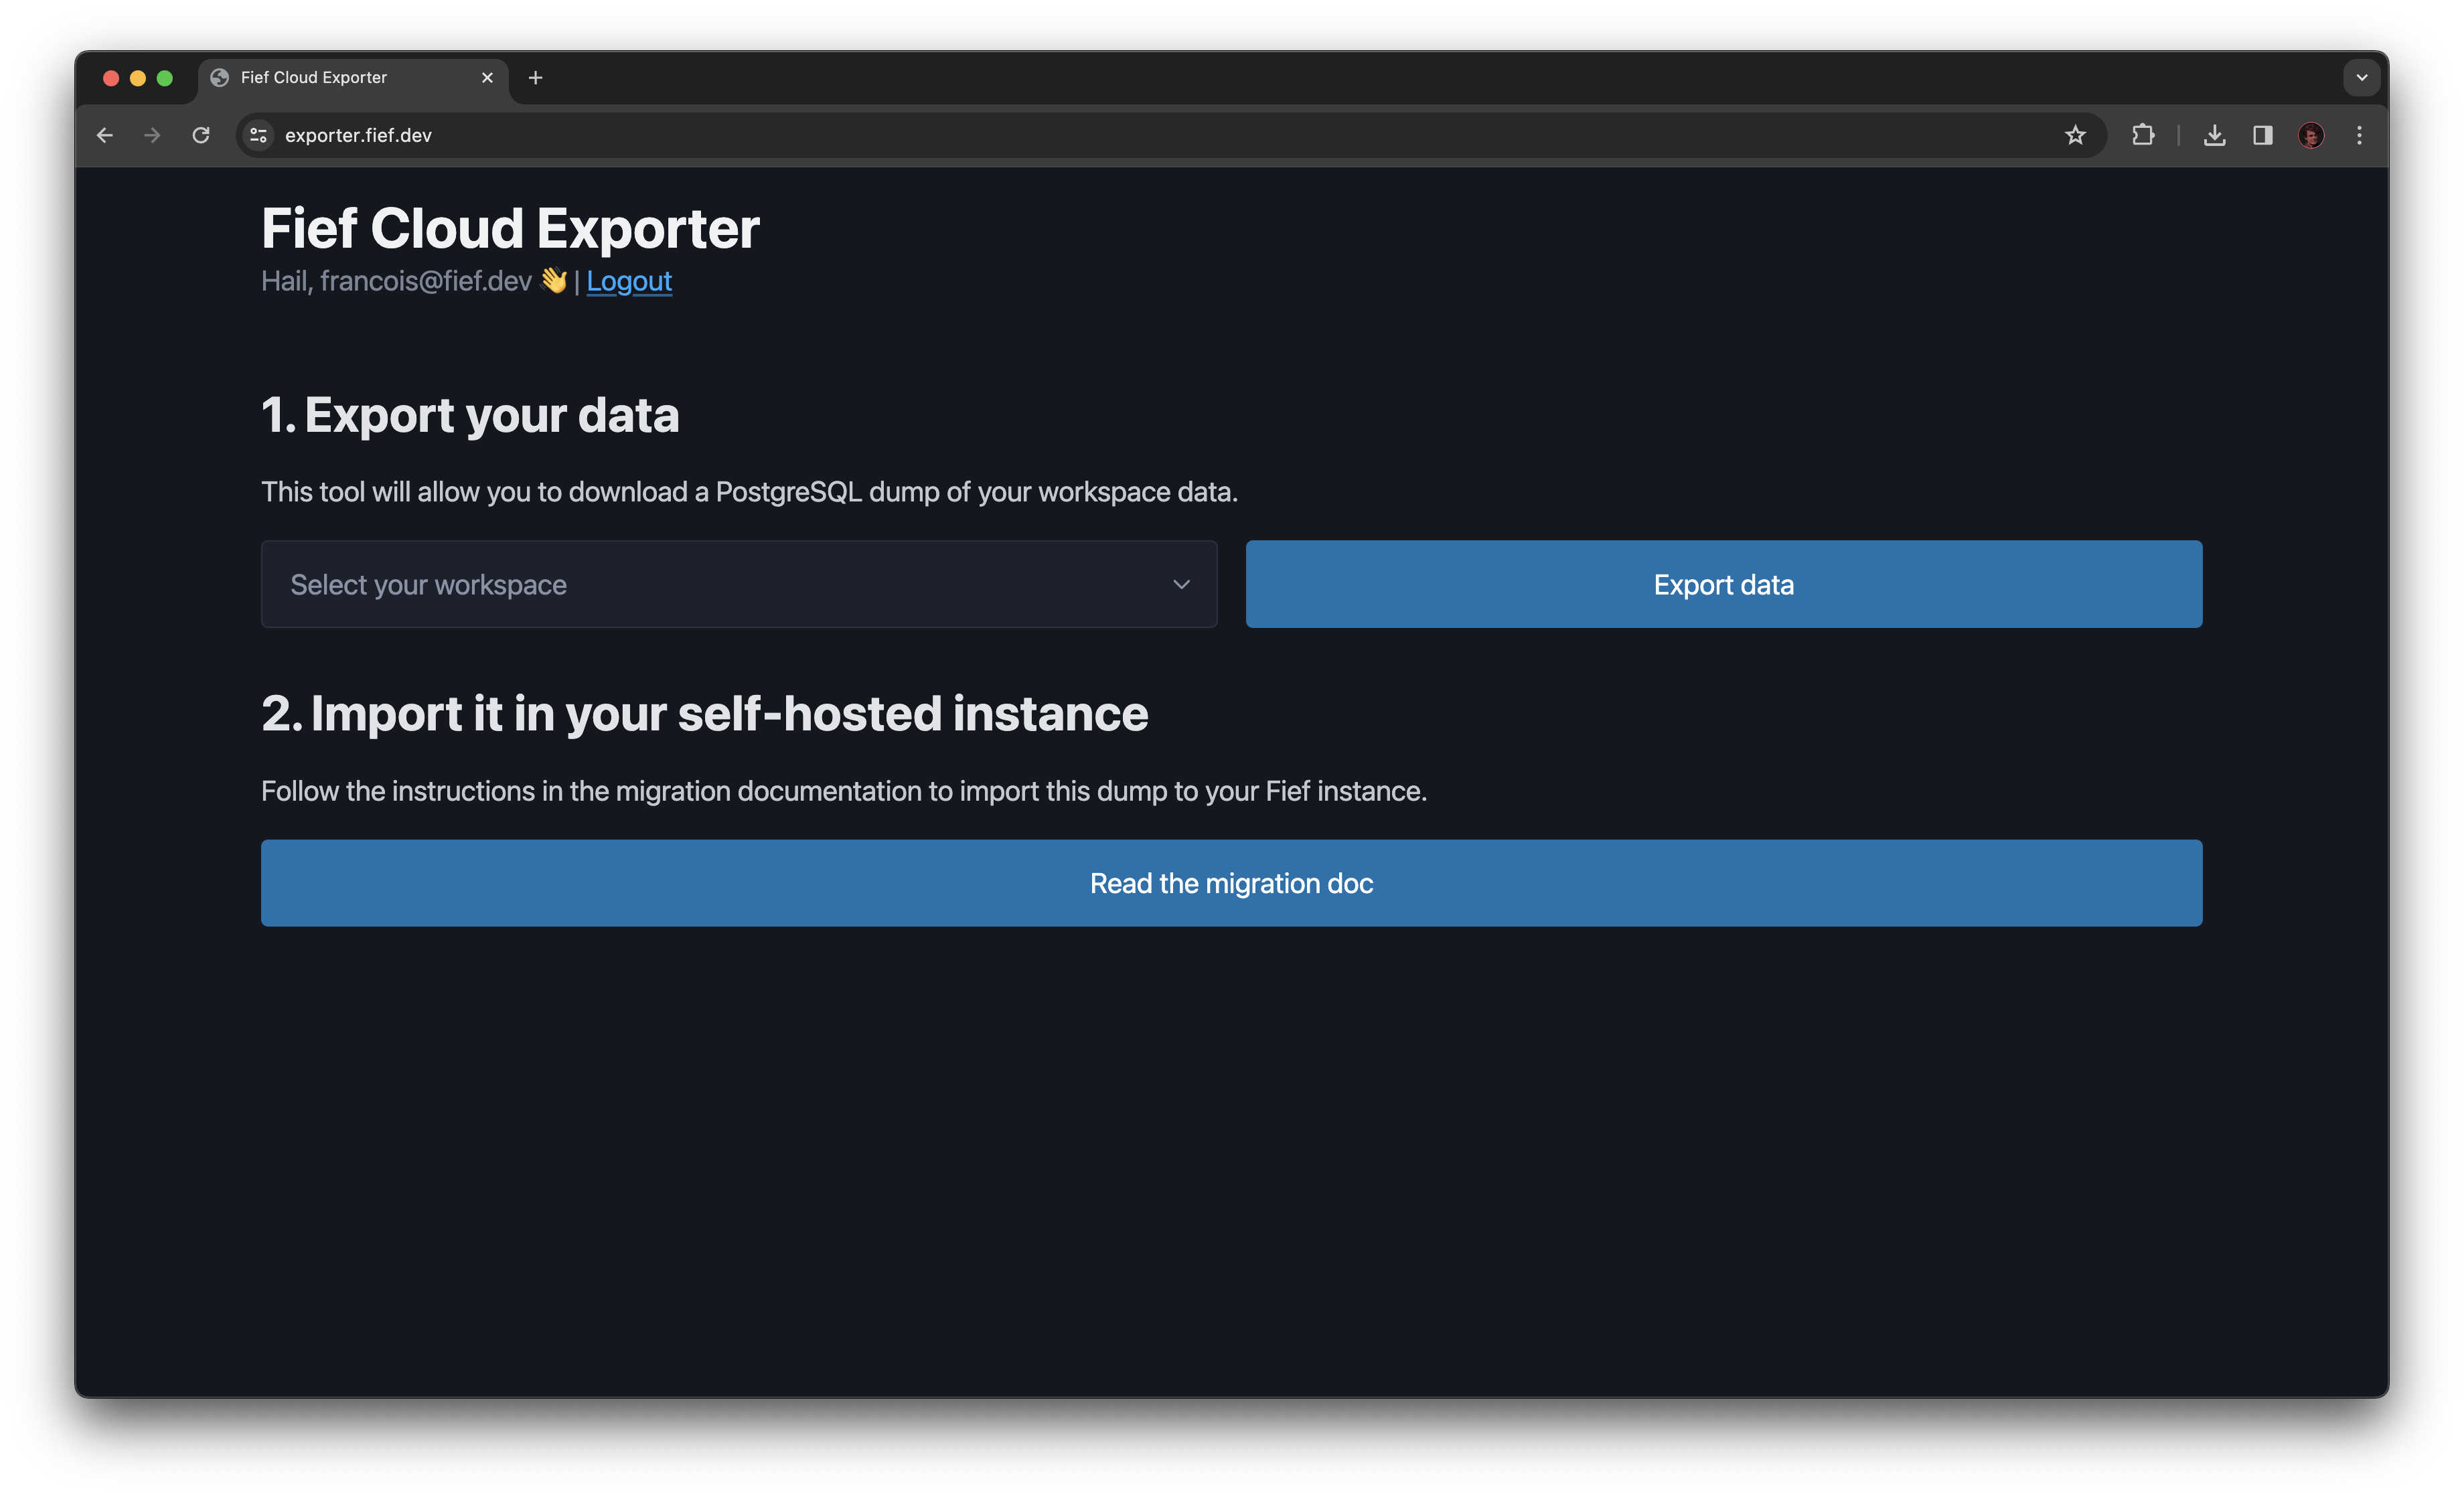 Fief Cloud Exporter
exporter.fief.dev
Fief Cloud Exporter
Hail, francois@fief.dev 👋 | Logout
1. Export your data
This tool will allow you to download a PostgreSQL dump of your workspace data.
Select your workspace
Export data
2. Import it in your self-hosted instance
Follow the instructions in the migration documentation to import this dump to your Fief instance.
Read the migration doc